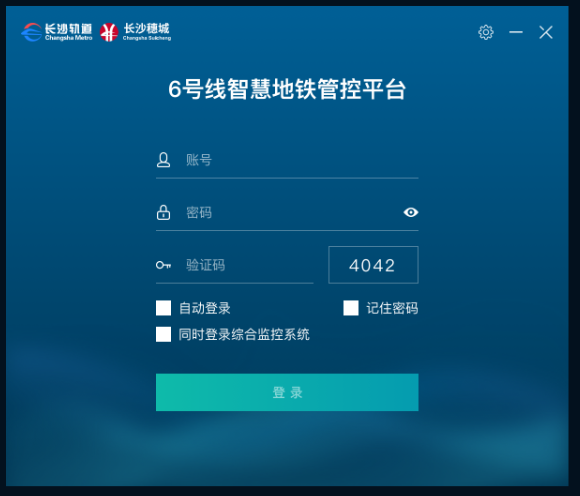 长沙轨道 长沙穗城
Changsha Metro Changsha Suicheng
6号线智慧地铁管控平台
账号
密码
验证码 4042
自动登录 记住密码
同时登录综合监控系统
登录